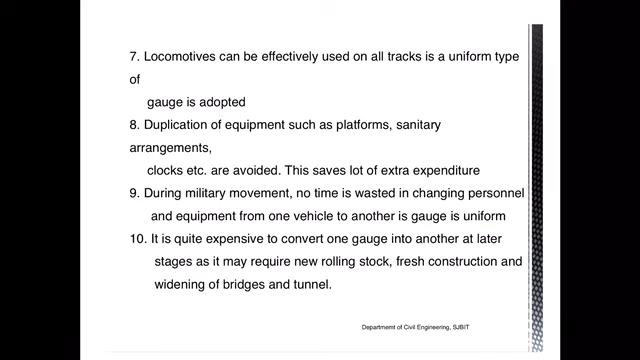 7. Locomotives can be effectively used on all tracks is a uniform type
of
gauge is adopted
8. Duplication of equipment such as platforms, sanitary
arrangements,
clocks etc. are avoided. This saves lot of extra expenditure
9. During military movement, no time is wasted in changing personnel
and equipment from one vehicle to another is gauge is uniform
10. It is quite expensive to convert one gauge into another at later
stages as it may require new rolling stock, fresh construction and
widening of bridges and tunnel.
Departmemt of Civil Engineering, SJBIT